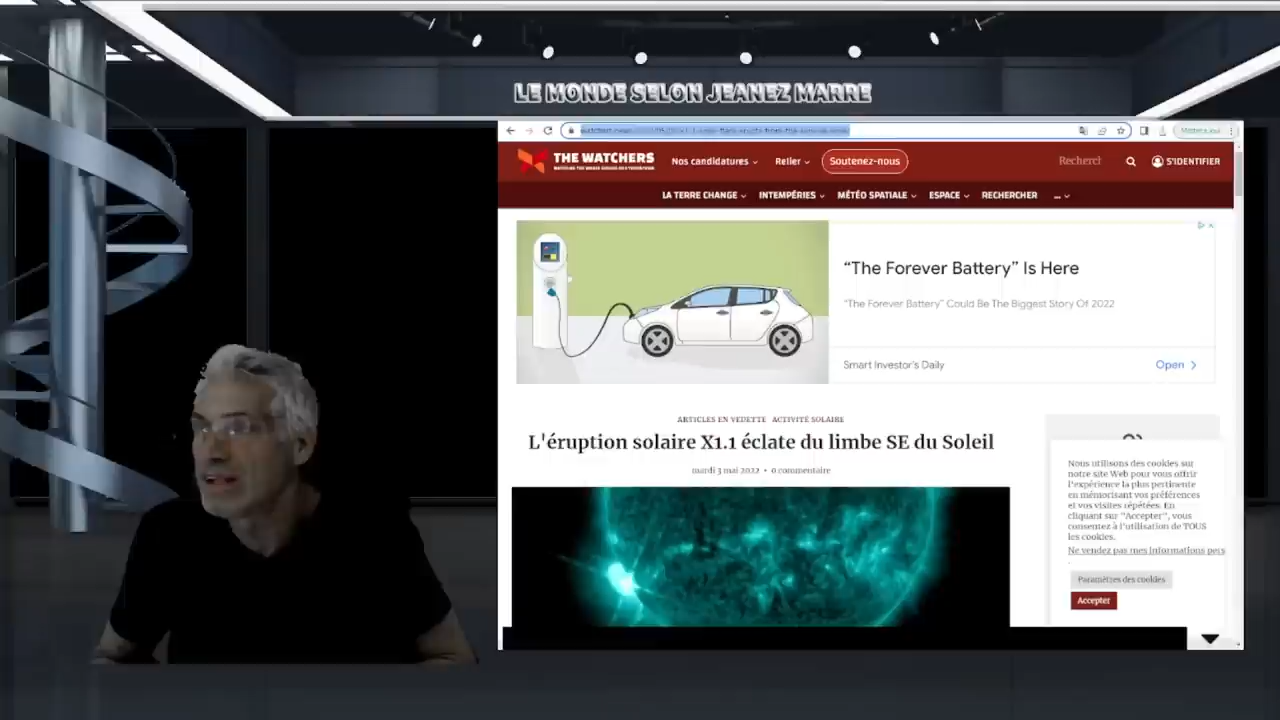 LE MONDE SELON JEANEZ MARRE
THE WATCHERS
Nos candidatures
Relier
Soutenez-nous
Recherch
S'IDENTIFIER
LA TERRE CHANGE
INTEMPÉRIES
MÉTÉO SPATIALE
ESPACE
RECHERCHER
...
“The Forever Battery” Is Here
“The Forever Battery” Could Be The Biggest Story Of 2022
Smart Investor's Daily
Open
ARTICLES EN VEDETTE ACTIVITÉ SOLAIRE
L'éruption solaire X1.1 éclate du limbe SE du Soleil
mardi 3 mai 2022 • 0 commentaire
Nous utilisons des cookies sur
notre site Web pour vous offrir
l'expérience la plus pertinente
en mémorisant vos préférences
et vos visites répétées. En
cliquant sur "Accepter", vous
consentez à l'utilisation de TOUS
les cookies.
Ne vendez pas mes informations pers
.
Paramètres des cookies
Accepter